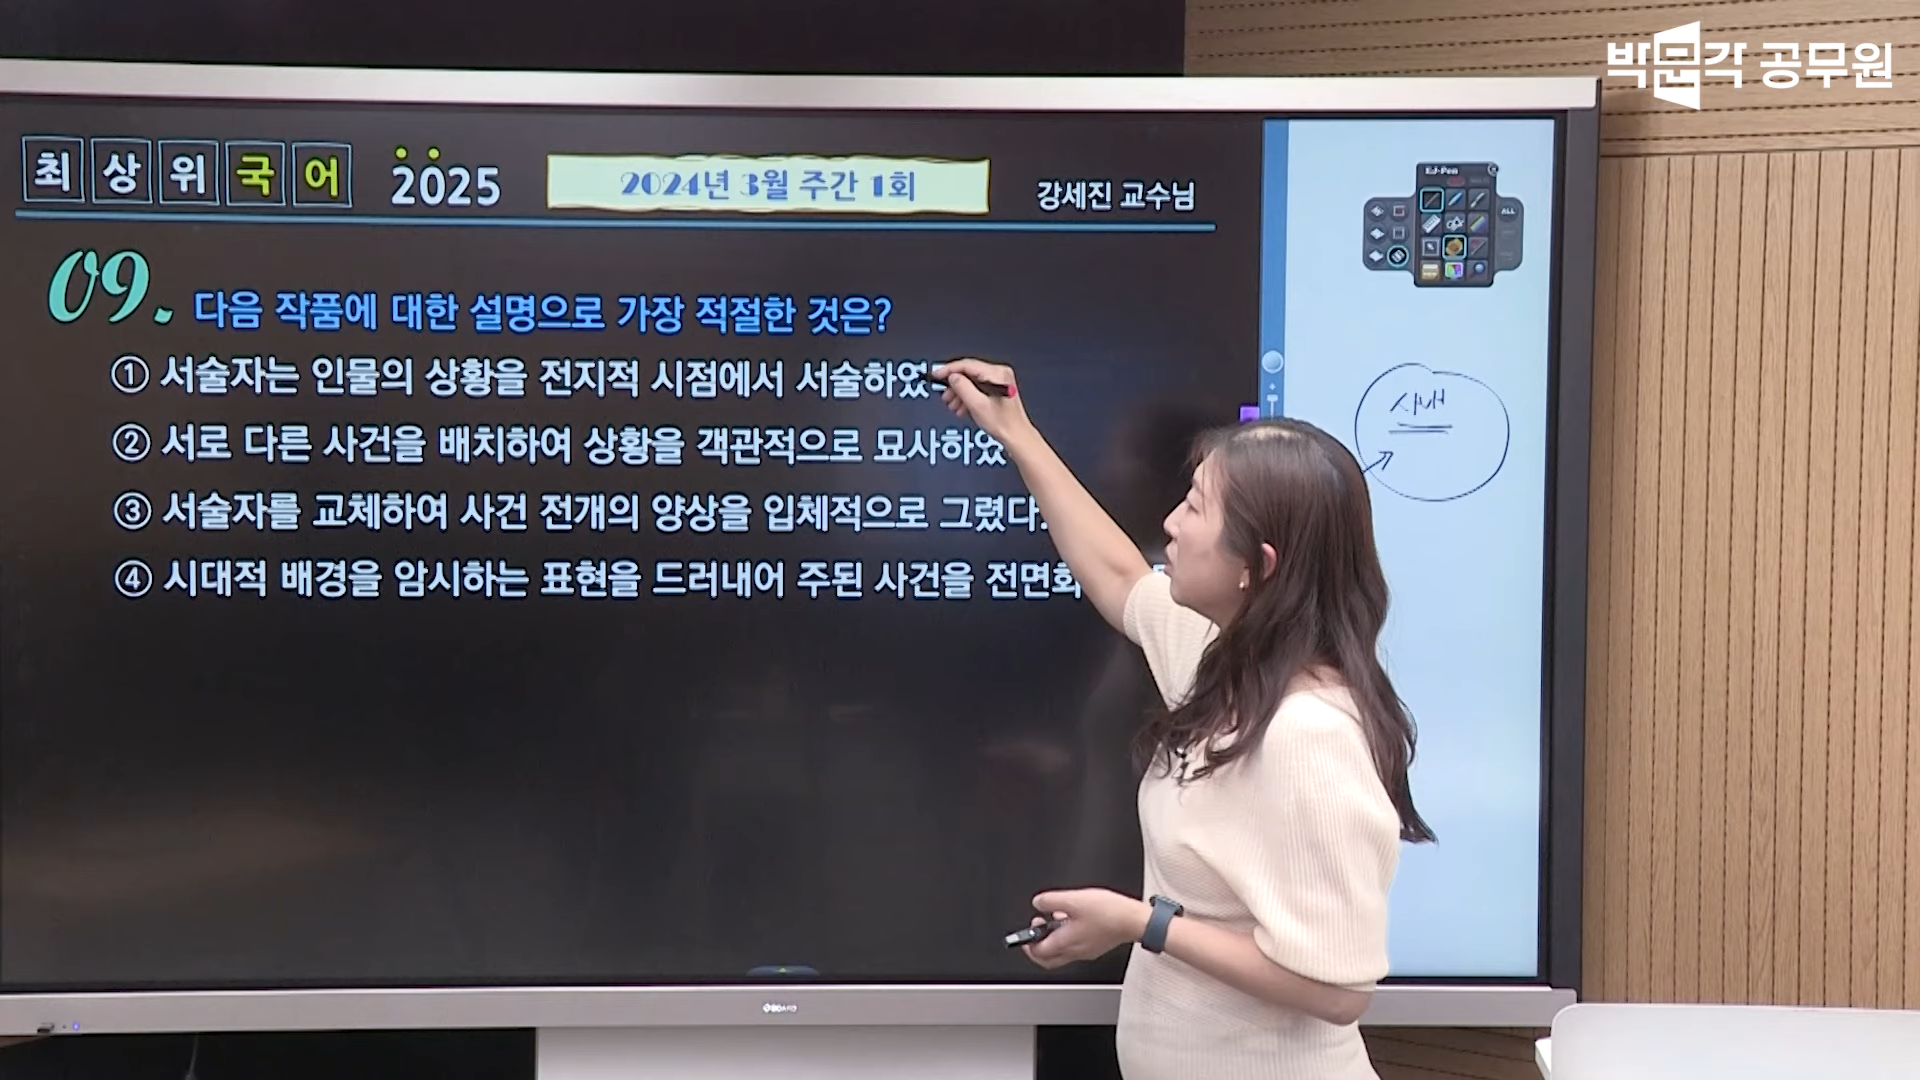 박문각 공무원
최상위국어 2025
2024년 3월 주간 1회
강세진 교수님
09. 다음 작품에 대한 설명으로 가장 적절한 것은?
① 서술자는 인물의 상황을 전지적 시점에서 서술하였
② 서로 다른 사건을 배치하여 상황을 객관적으로 묘사하였
③ 서술자를 교체하여 사건 전개의 양상을 입체적으로 그렸다.
④ 시대적 배경을 암시하는 표현을 드러내어 주된 사건을 전면화
EJ-Pen
ALL